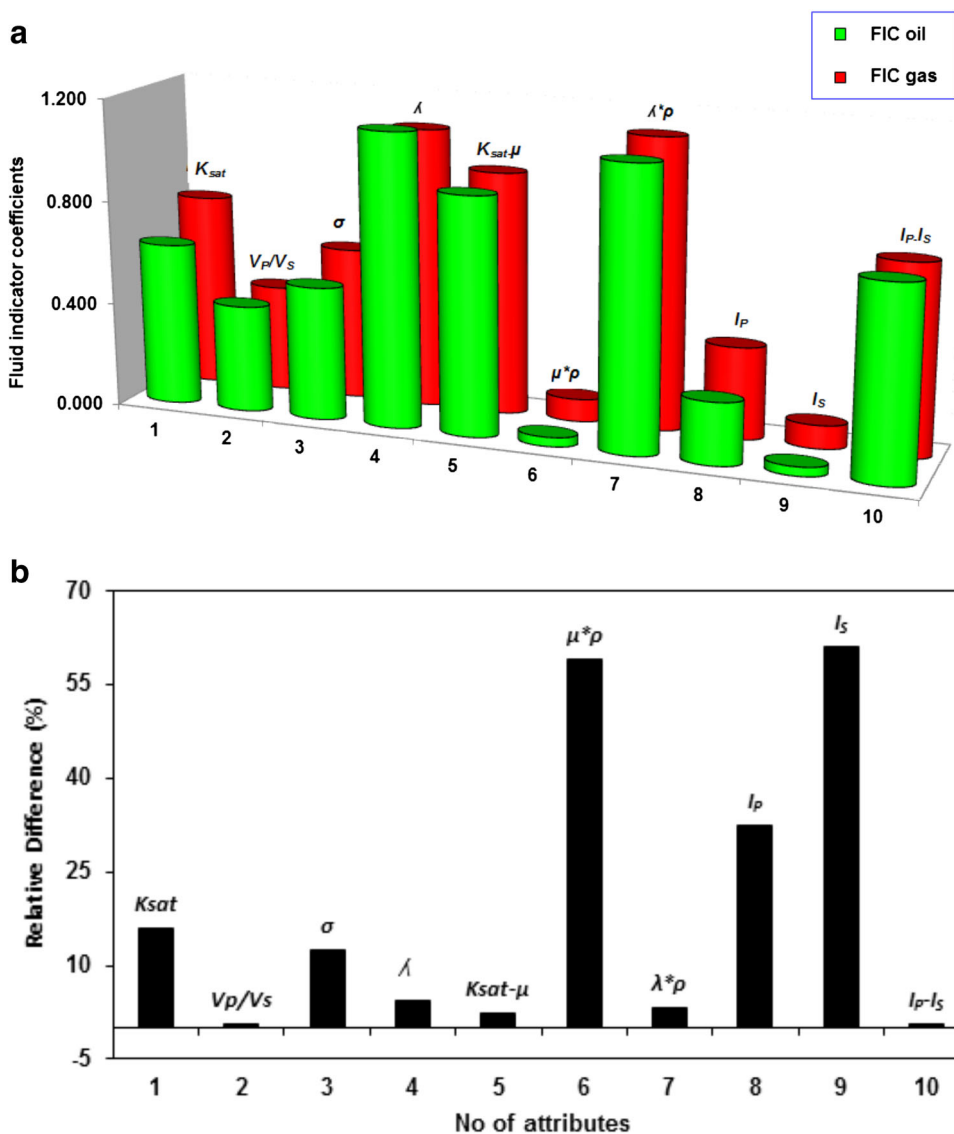 a
FIC oil
FIC gas
Fluid indicator coefficients
1.200
0.800
0.400
0.000
Ksat
VP/VS
σ
ʎ
Ksat-μ
μ*ρ
ʎ*ρ
IP
IS
IP-IS
1 2 3 4 5 6 7 8 9 10
b
Relative Difference (%)
70
55
40
25
10
-5
Ksat
Vp/Vs
σ
ʎ
Ksat-μ
μ*ρ
λ*ρ
IP
IS
IP-IS
1 2 3 4 5 6 7 8 9 10
No of attributes